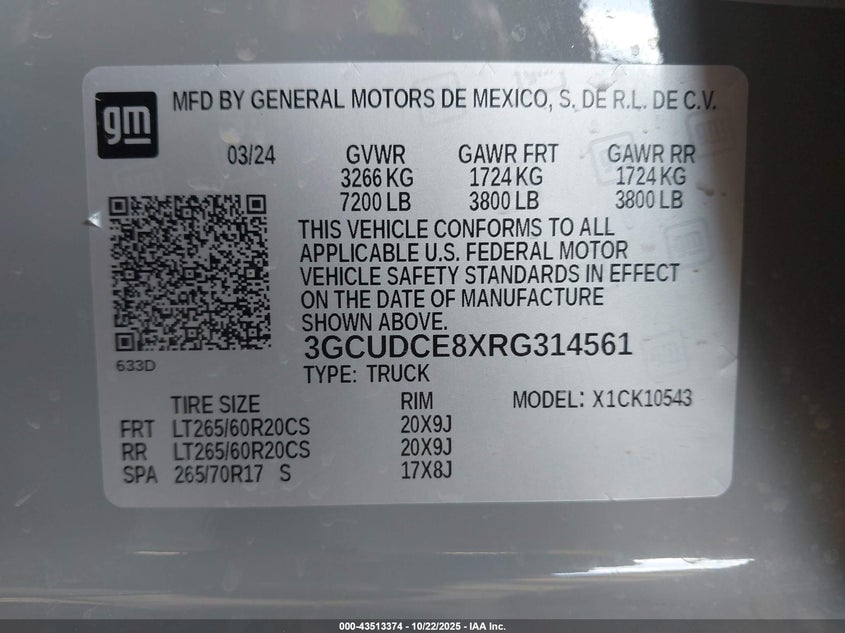 gm
MFD BY GENERAL MOTORS DE MEXICO, S. DE R.L. DE C.V.
03/24 GVWR GAWR FRT GAWR RR
3266 KG 1724 KG 1724 KG
7200 LB 3800 LB 3800 LB
THIS VEHICLE CONFORMS TO ALL
APPLICABLE U.S. FEDERAL MOTOR
VEHICLE SAFETY STANDARDS IN EFFECT
ON THE DATE OF MANUFACTURE
SHOWN ABOVE.
3GCUDCE8XRG314561
633D
TYPE: TRUCK
TIRE SIZE RIM MODEL: X1CK10543
FRT LT265/60R20CS 20X9J
RR LT265/60R20CS 20X9J
SPA 265/70R17 S 17X8J
000-43513374 - 10/22/2025 - IAA Inc.